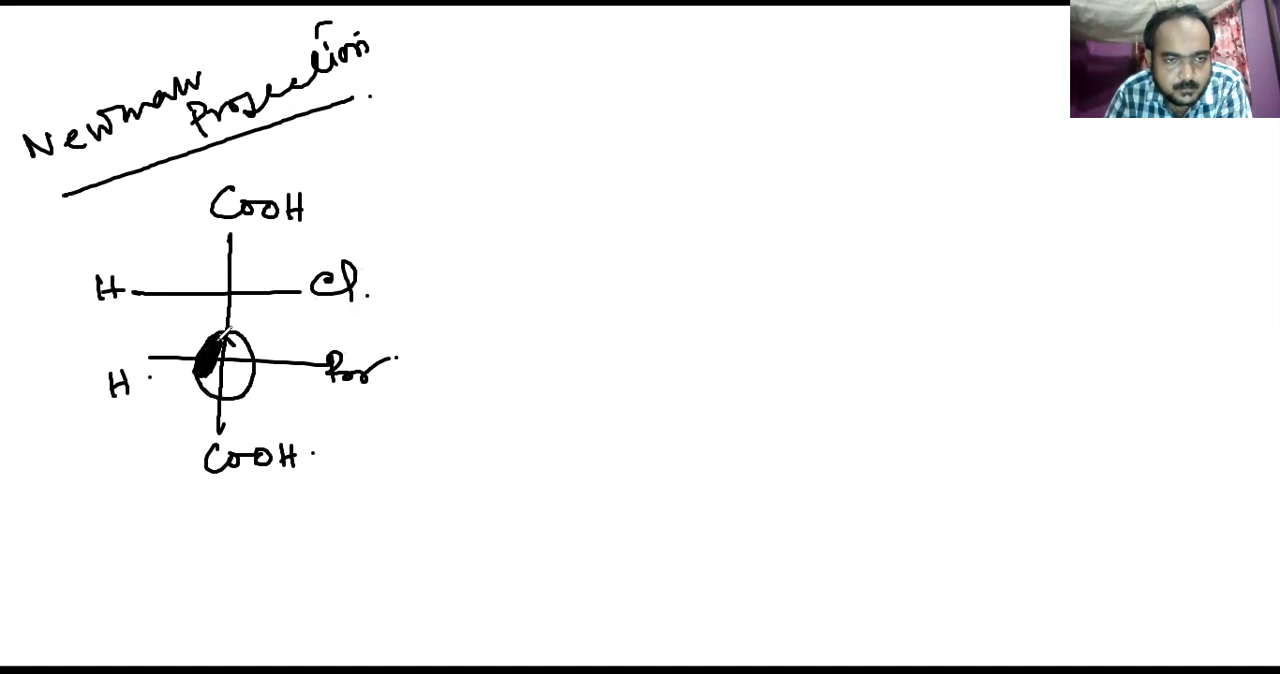 Newman
Projection.
COOH
H Cl.
H. Br.
COOH.